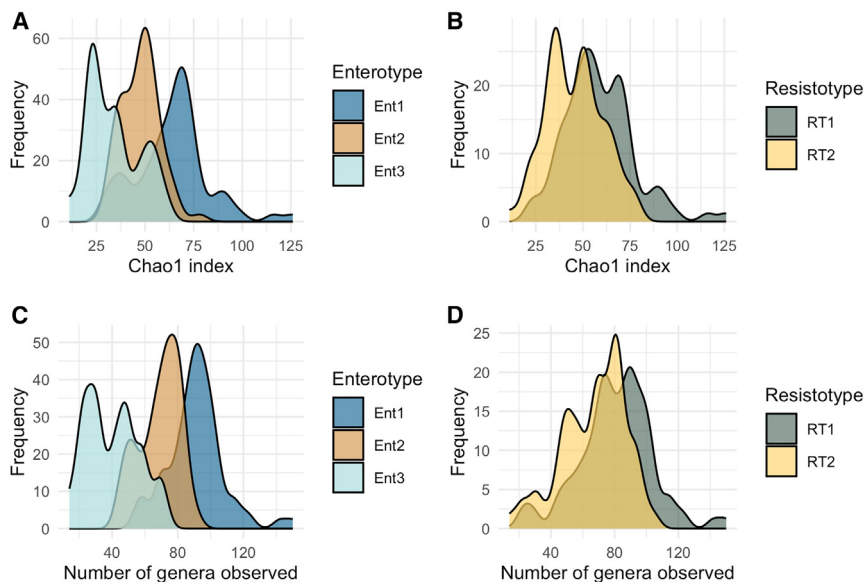 A
Frequency
60
40
20
0
25 50 75 100 125
Chao1 index
Enterotype
Ent1
Ent2
Ent3
B
Frequency
20
10
0
25 50 75 100 125
Chao1 index
Resistotype
RT1
RT2
C
Frequency
50
40
30
20
10
0
40 80 120
Number of genera observed
Enterotype
Ent1
Ent2
Ent3
D
Frequency
25
20
15
10
5
0
40 80 120
Number of genera observed
Resistotype
RT1
RT2